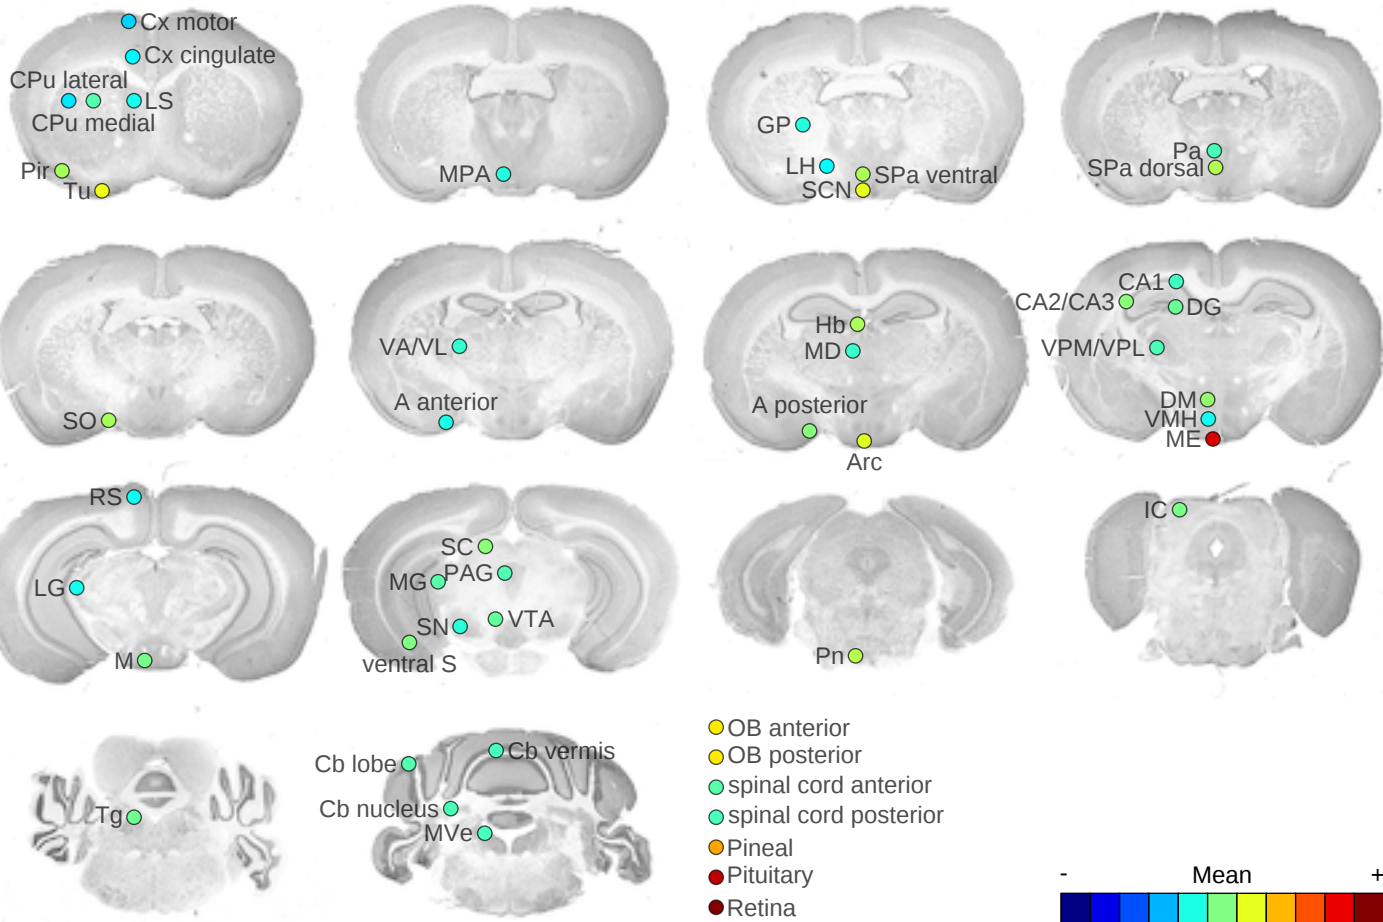 Cx motor
Cx cingulate
CPu lateral
LS
CPu medial
Pir
Tu
MPA
GP
LH
SPa ventral
SCN
Pa
SPa dorsal
SO
VA/VL
A anterior
Hb
MD
A posterior
Arc
CA1
CA2/CA3
DG
VPM/VPL
DM
VMH
ME
RS
LG
M
SC
MG
PAG
SN
VTA
ventral S
Pn
IC
Tg
Cb lobe
Cb vermis
Cb nucleus
MVe
OB anterior
OB posterior
spinal cord anterior
spinal cord posterior
Pineal
Pituitary
Retina
- Mean +